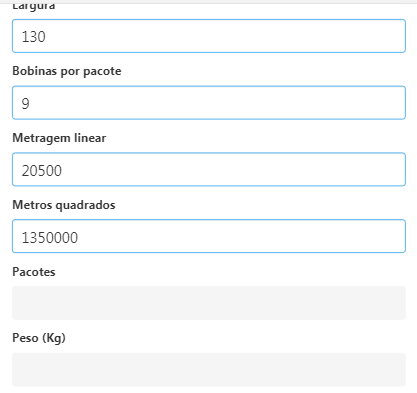 Largura
130
Bobinas por pacote
9
Metragem linear
20500
Metros quadrados
1350000
Pacotes
Peso (Kg)